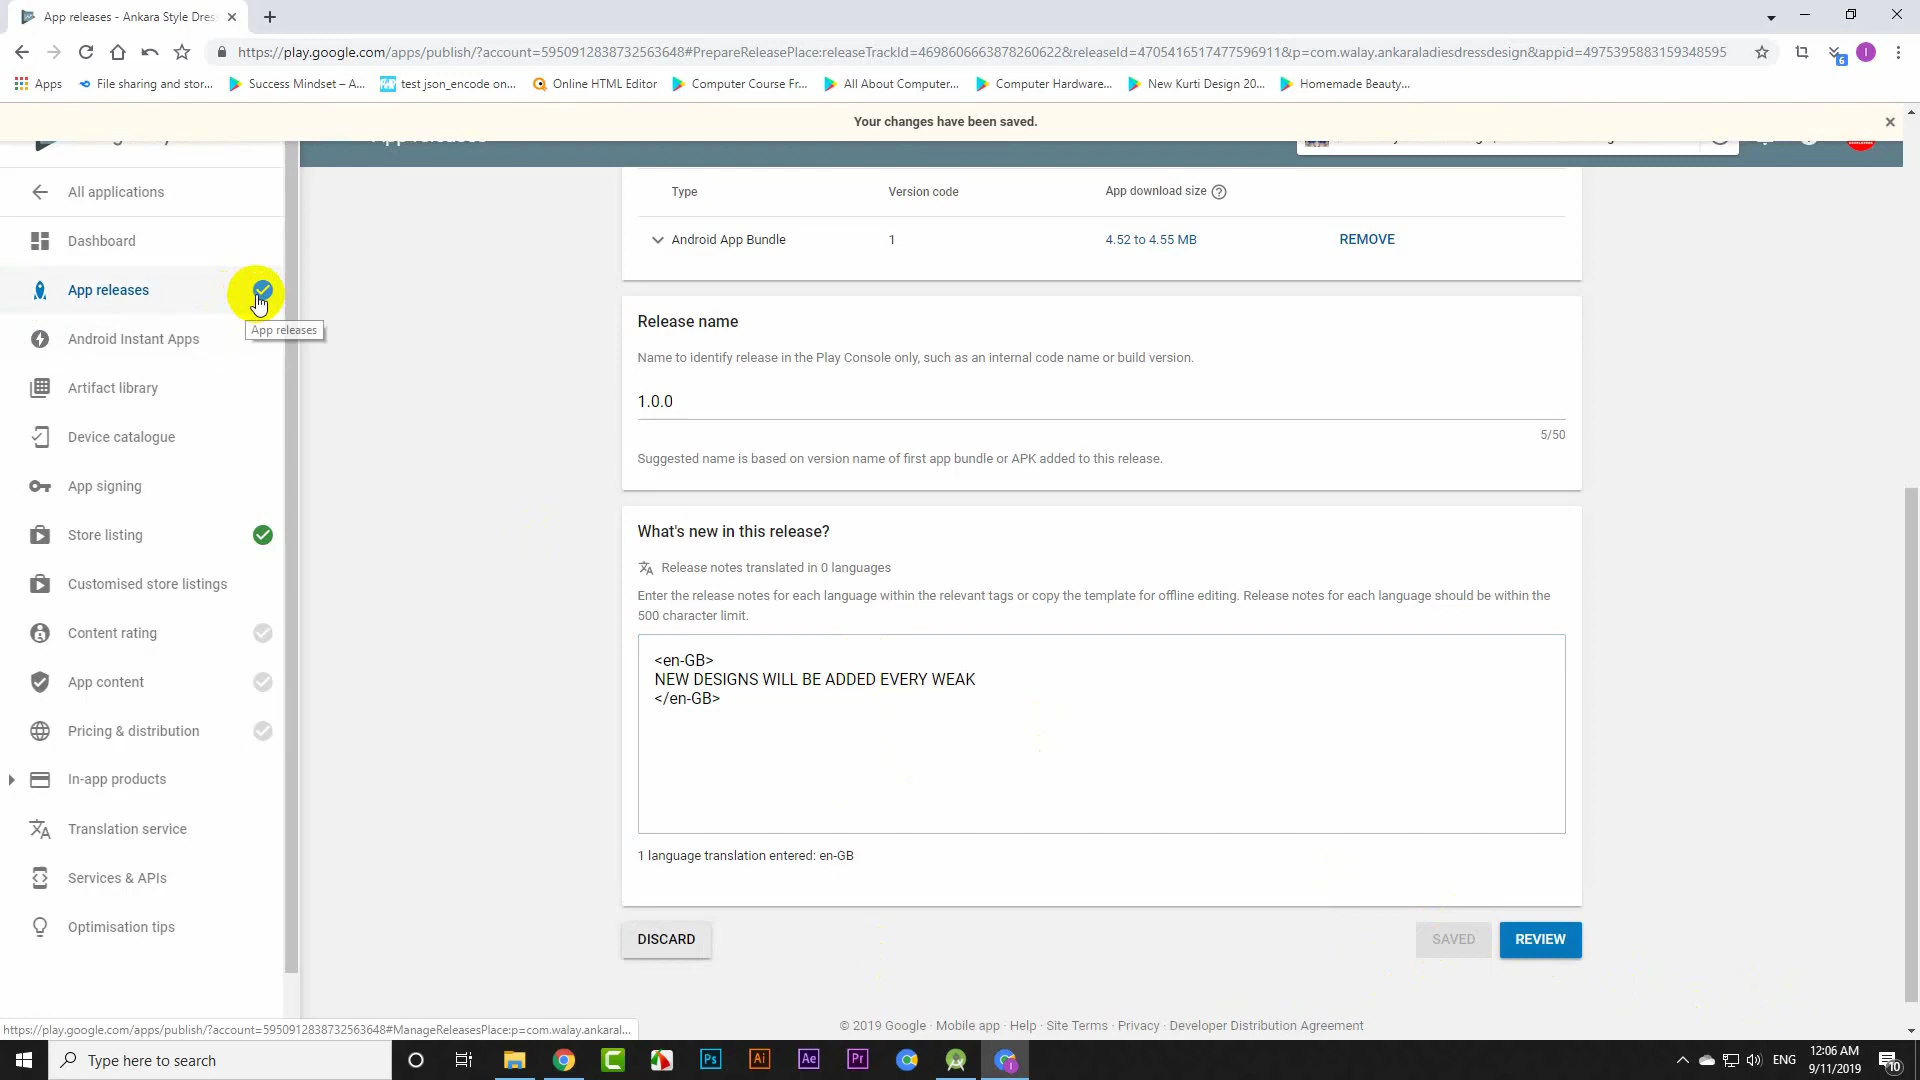 App releases - Ankara Style Dres
https://play.google.com/apps/publish/?account=5950912838732563648#PrepareReleasePlace:releaseTrackId=4698606663878260622&releaseId=4705416517477596911&p=com.walay.ankaraladiesdressdesign&appid=4975395883159348595
6
I
Apps
File sharing and stor...
Success Mindset – A...
test json_encode on...
Online HTML Editor
Computer Course Fr...
All About Computer...
Computer Hardware...
New Kurti Design 20...
Homemade Beauty...
Your changes have been saved.
App releases
All applications
Type
Version code
App download size
Dashboard
Android App Bundle
1
4.52 to 4.55 MB
REMOVE
App releases
App releases
Release name
Android Instant Apps
Name to identify release in the Play Console only, such as an internal code name or build version.
Artifact library
1.0.0
Device catalogue
5/50
Suggested name is based on version name of first app bundle or APK added to this release.
App signing
Store listing
What's new in this release?
Release notes translated in 0 languages
Customised store listings
Enter the release notes for each language within the relevant tags or copy the template for offline editing. Release notes for each language should be within the
500 character limit.
Content rating
<en-GB>
App content
NEW DESIGNS WILL BE ADDED EVERY WEAK
</en-GB>
Pricing & distribution
In-app products
Translation service
1 language translation entered: en-GB
Services & APIs
Optimisation tips
DISCARD
SAVED
REVIEW
https://play.google.com/apps/publish/?account=5950912838732563648#ManageReleasesPlace:p=com.walay.ankaral...
© 2019 Google · Mobile app · Help · Site Terms · Privacy · Developer Distribution Agreement
Type here to search
Ps
Ai
Ae
Pr
ENG
12:06 AM
9/11/2019
10